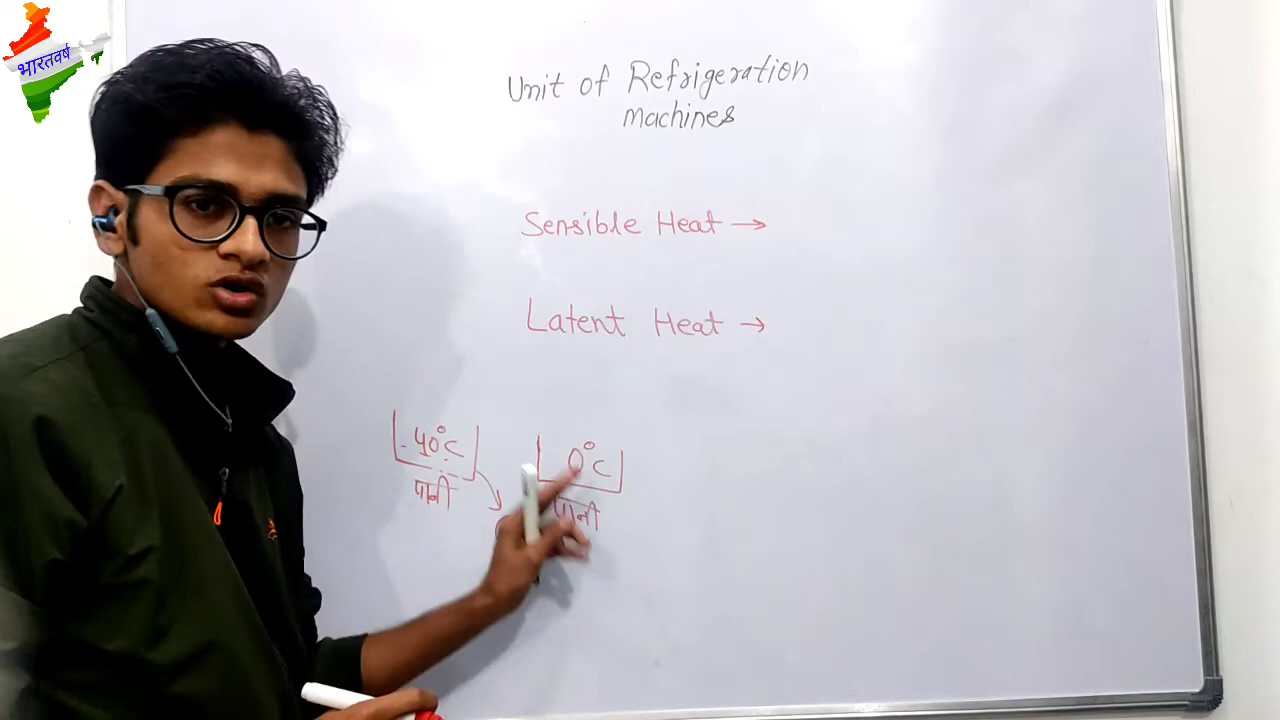 भारतवर्ष
Unit of Refrigeration
Machines
Sensible Heat →
Latent Heat →
40°C
पानी
0°C
पानी